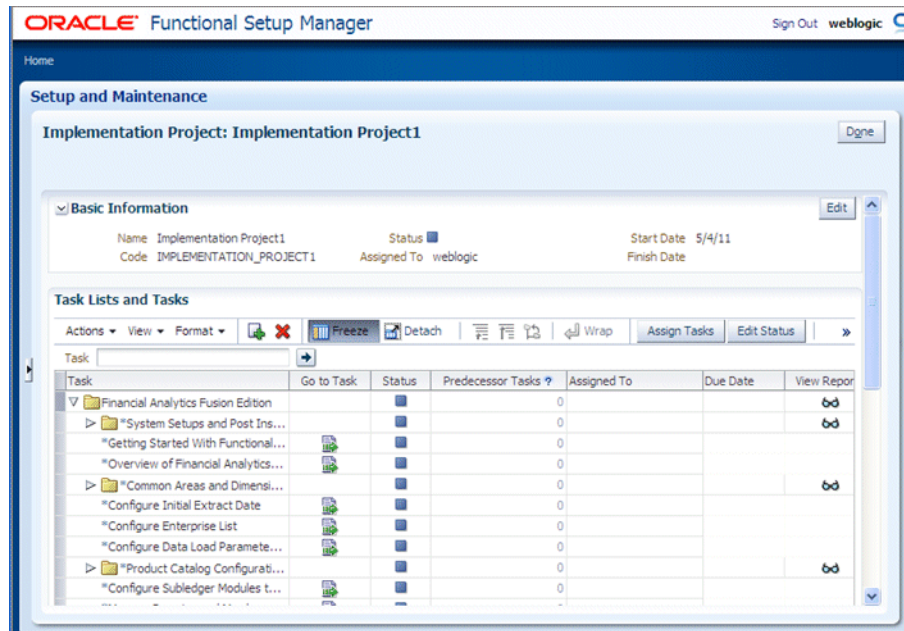 ORACLE Functional Setup Manager Sign Out weblogic
Home
Setup and Maintenance
Implementation Project: Implementation Project1 Done
Basic Information Edit
Name Implementation Project1 Status Start Date 5/4/11
Code IMPLEMENTATION_PROJECT1 Assigned To weblogic Finish Date
Task Lists and Tasks
Actions View Format Freeze Detach Wrap Assign Tasks Edit Status »
Task
Task Go to Task Status Predecessor Tasks ? Assigned To Due Date View Repor
Financial Analytics Fusion Edition 0
*System Setups and Post Ins... 0
*Getting Started With Functional... 0
*Overview of Financial Analytics... 0
*Common Areas and Dimensi... 0
*Configure Initial Extract Date 0
*Configure Enterprise List 0
*Configure Data Load Paramete... 0
*Product Catalog Configurati... 0
*Configure Subledger Modules t... 0